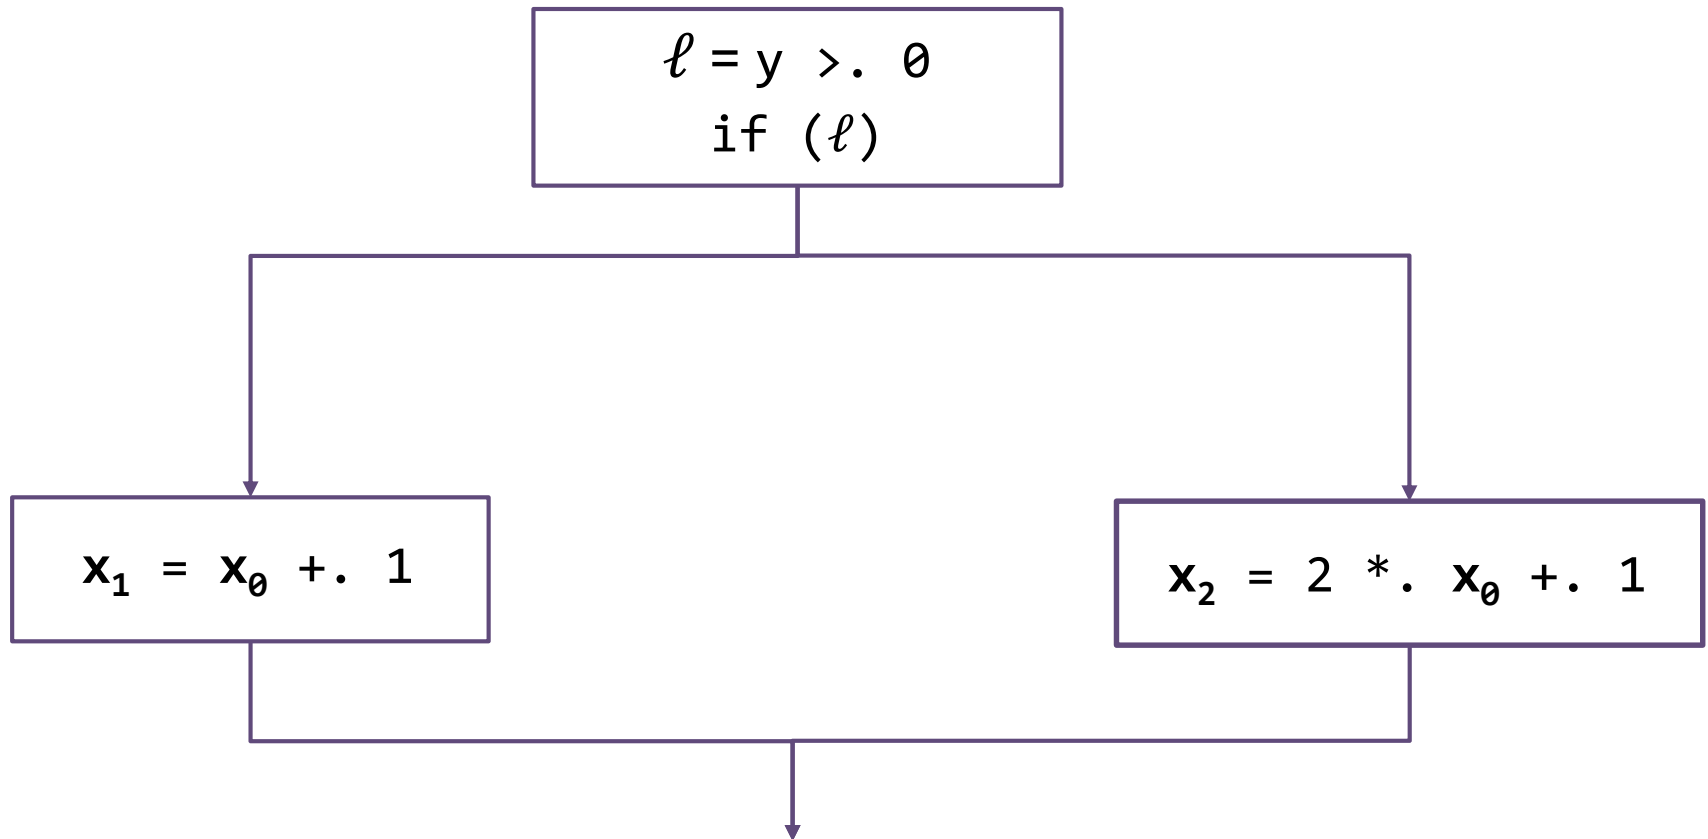 ℓ = y >. 0
if (ℓ)
x₁ = x₀ +. 1
x₂ = 2 *. x₀ +. 1